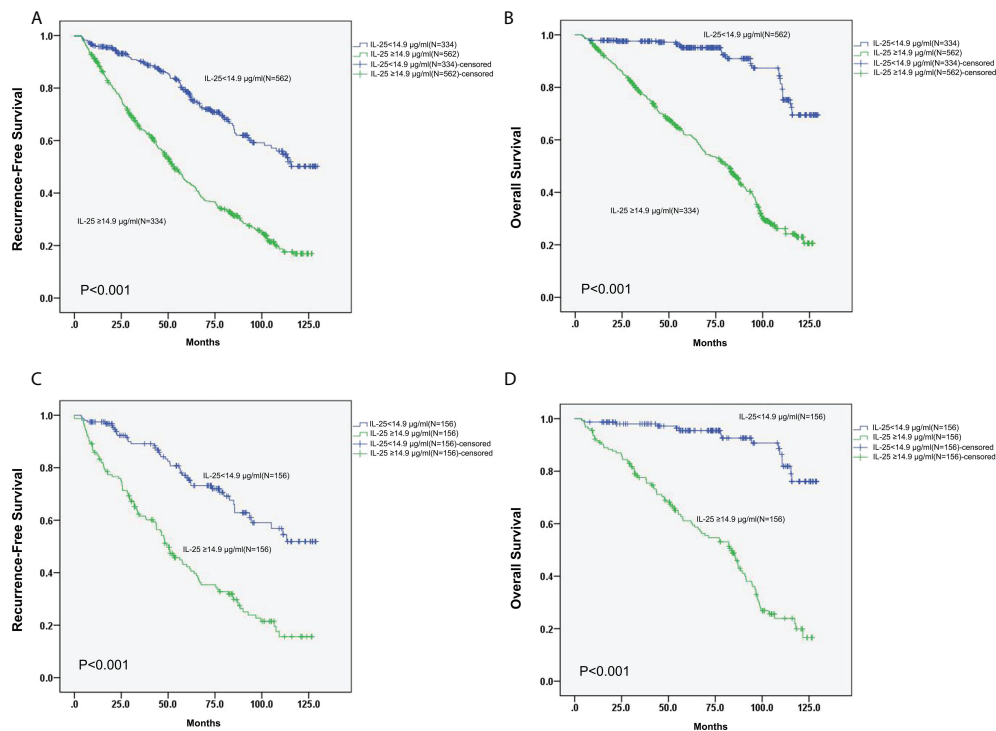 A
Recurrence-Free Survival
1.0
0.8
0.6
0.4
0.2
0.0
IL-25<14.9 µg/ml(N=562)
IL-25 ≥14.9 µg/ml(N=334)
P<0.001
.0 25.0 50.0 75.0 100.0 125.0
Months
IL-25<14.9 µg/ml(N=334)
IL-25 ≥14.9 µg/ml(N=562)
IL-25<14.9 µg/ml(N=334)-censored
IL-25 ≥14.9 µg/ml(N=562)-censored
B
Overall Survival
1.0
0.8
0.6
0.4
0.2
0.0
IL-25<14.9 µg/ml(N=562)
IL-25 ≥14.9 µg/ml(N=334)
P<0.001
.0 25.0 50.0 75.0 100.0 125.0
Months
IL-25<14.9 µg/ml(N=334)
IL-25 ≥14.9 µg/ml(N=562)
IL-25<14.9 µg/ml(N=334)-censored
IL-25 ≥14.9 µg/ml(N=562)-censored
C
Recurrence-Free Survival
1.0
0.8
0.6
0.4
0.2
0.0
IL-25<14.9 µg/ml(N=156)
IL-25 ≥14.9 µg/ml(N=156)
P<0.001
.0 25.0 50.0 75.0 100.0 125.0
Months
IL-25<14.9 µg/ml(N=156)
IL-25 ≥14.9 µg/ml(N=156)
IL-25<14.9 µg/ml(N=156)-censored
IL-25 ≥14.9 µg/ml(N=156)-censored
D
Overall Survival
1.0
0.8
0.6
0.4
0.2
0.0
IL-25<14.9 µg/ml(N=156)
IL-25 ≥14.9 µg/ml(N=156)
P<0.001
.0 25.0 50.0 75.0 100.0 125.0
Months
IL-25<14.9 µg/ml(N=156)
IL-25 ≥14.9 µg/ml(N=156)
IL-25<14.9 µg/ml(N=156)-censored
IL-25 ≥14.9 µg/ml(N=156)-censored